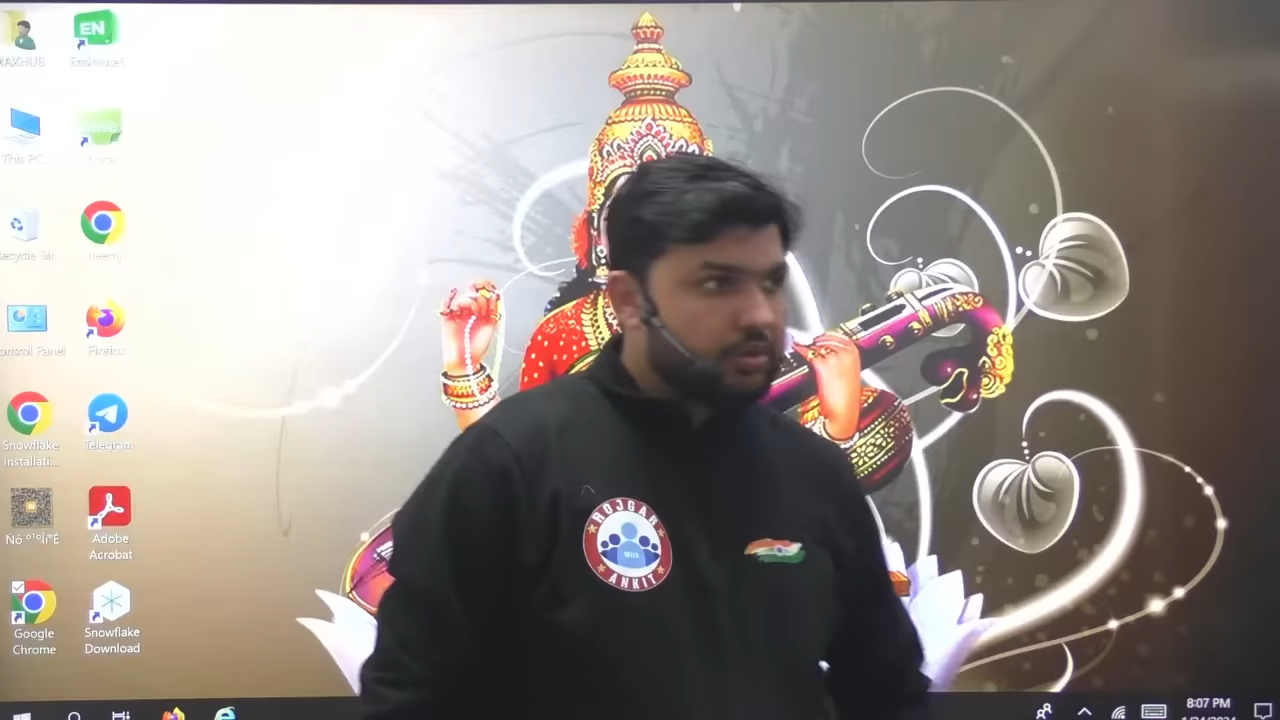 EN
This PC
Control Panel
Firefox
Snowflake
Installati...
Telegram
Adobe
Acrobat
Google
Chrome
Snowflake
Download
ROJGAR
With
ANKIT
8:07 PM